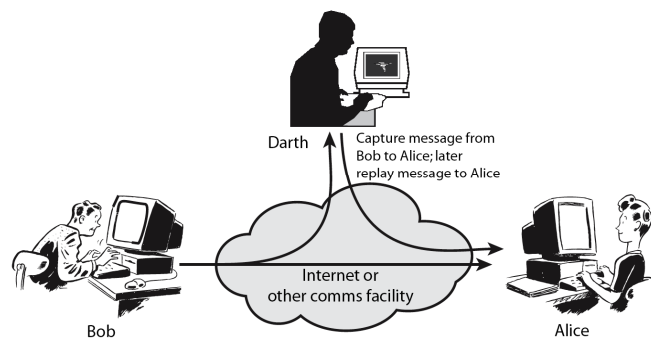 Darth
Capture message from
Bob to Alice; later
replay message to Alice
Internet or
other comms facility
Bob
Alice